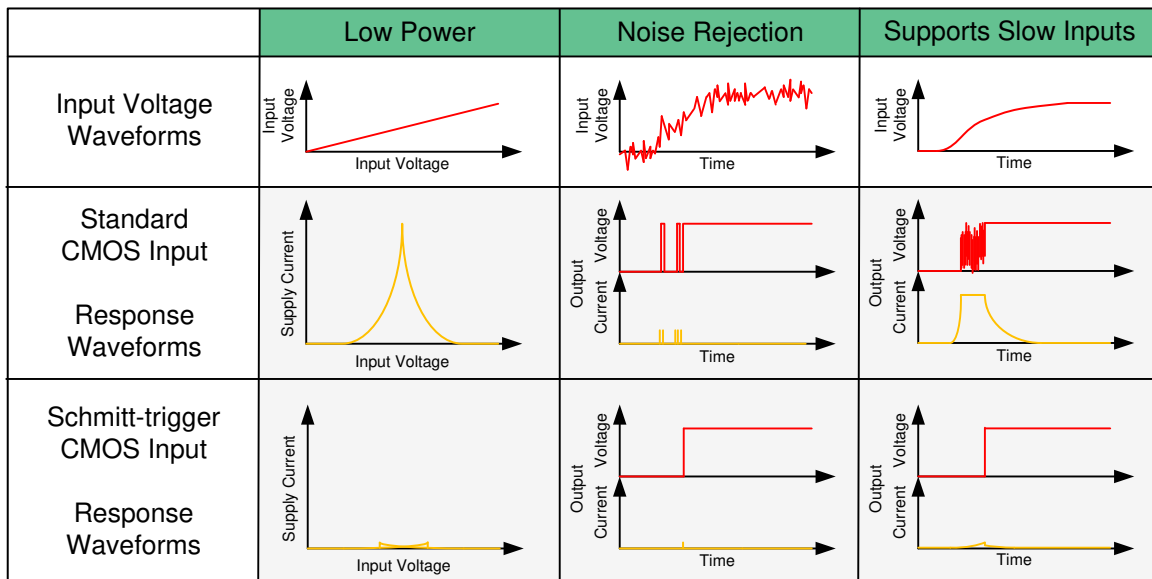 Low Power
Noise Rejection
Supports Slow Inputs
Input Voltage
Waveforms
Input
Voltage
Input Voltage
Input
Voltage
Time
Input
Voltage
Time
Standard
CMOS Input
Response
Waveforms
Supply Current
Input Voltage
Output
Current Voltage
Time
Output
Current Voltage
Time
Schmitt-trigger
CMOS Input
Response
Waveforms
Supply Current
Input Voltage
Output
Current Voltage
Time
Output
Current Voltage
Time